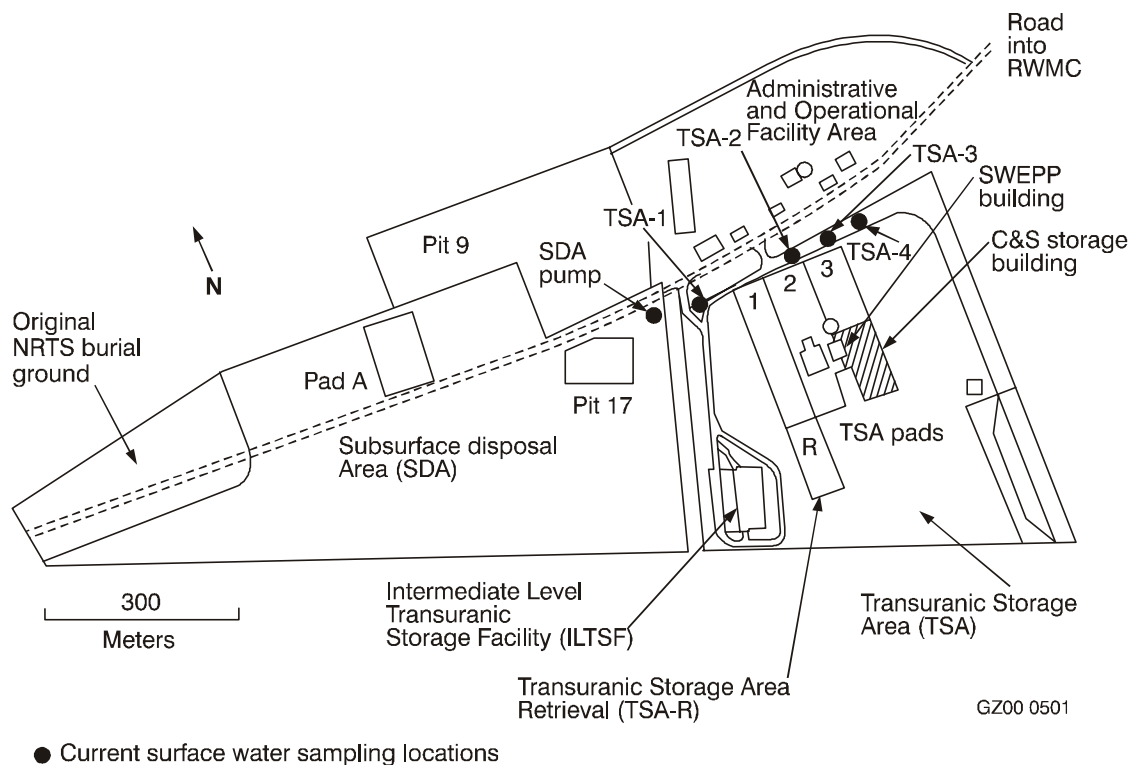 Road
into
RWMC
Administrative
and Operational
Facility Area
TSA-2
TSA-3
SWEPP
building
TSA-1
Pit 9
SDA
pump
TSA-4
C&S storage
building
N
1
2
3
Original
NRTS burial
ground
Pad A
Pit 17
Subsurface disposal
Area (SDA)
TSA pads
R
300
Meters
Intermediate Level
Transuranic
Storage Facility (ILTSF)
Transuranic Storage
Area (TSA)
Transuranic Storage Area
Retrieval (TSA-R)
GZ00 0501
Current surface water sampling locations